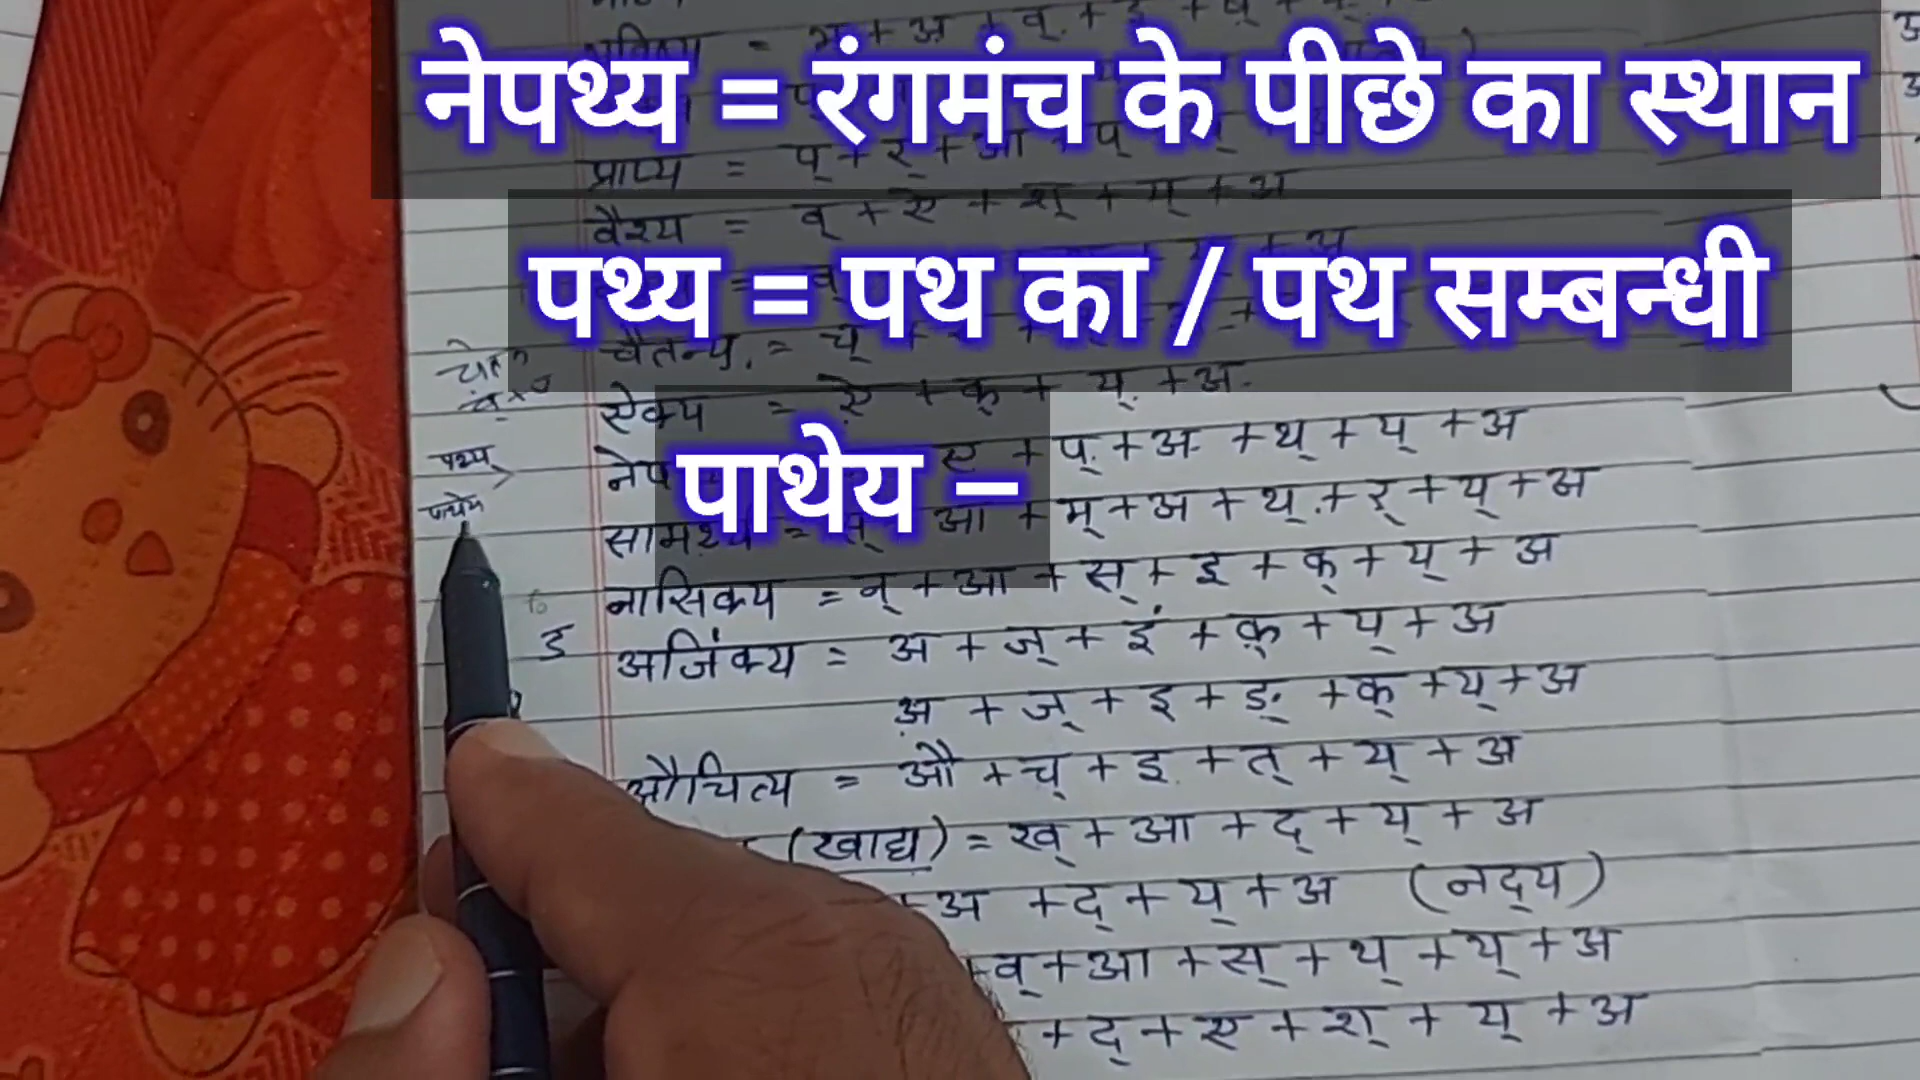 नेपथ्य = रंगमंच के पीछे का स्थान
पथ्य = पथ का / पथ सम्बन्धी
पाथेय –
प्राप्य = प् + र् + आ + प्
वैश्य = व् + ऐ + श् + य् + अ
चैतन्य = च् +
ऐक्य = ऐ + क् + य् + अ
पथ्य
ए + प् + अ + थ् + य् + अ
पाथेय
सामर्थ्य = स् + आ + म् + अ + थ् + र् + य् + अ
नासिक्य = न् + आ + स् + इ + क् + य् + अ
ड
अजिंक्य = अ + ज् + इं + क् + य् + अ
अ + ज् + इ + ङ् + क् + य् + अ
औचित्य = औ + च् + इ + त् + य् + अ
(खाद्य) = ख् + आ + द् + य् + अ
+ अ + द् + य् + अ (नद्‌य)
+ व् + आ + स् + थ् + य् + अ
+ द् + ए + श् + य् + अ